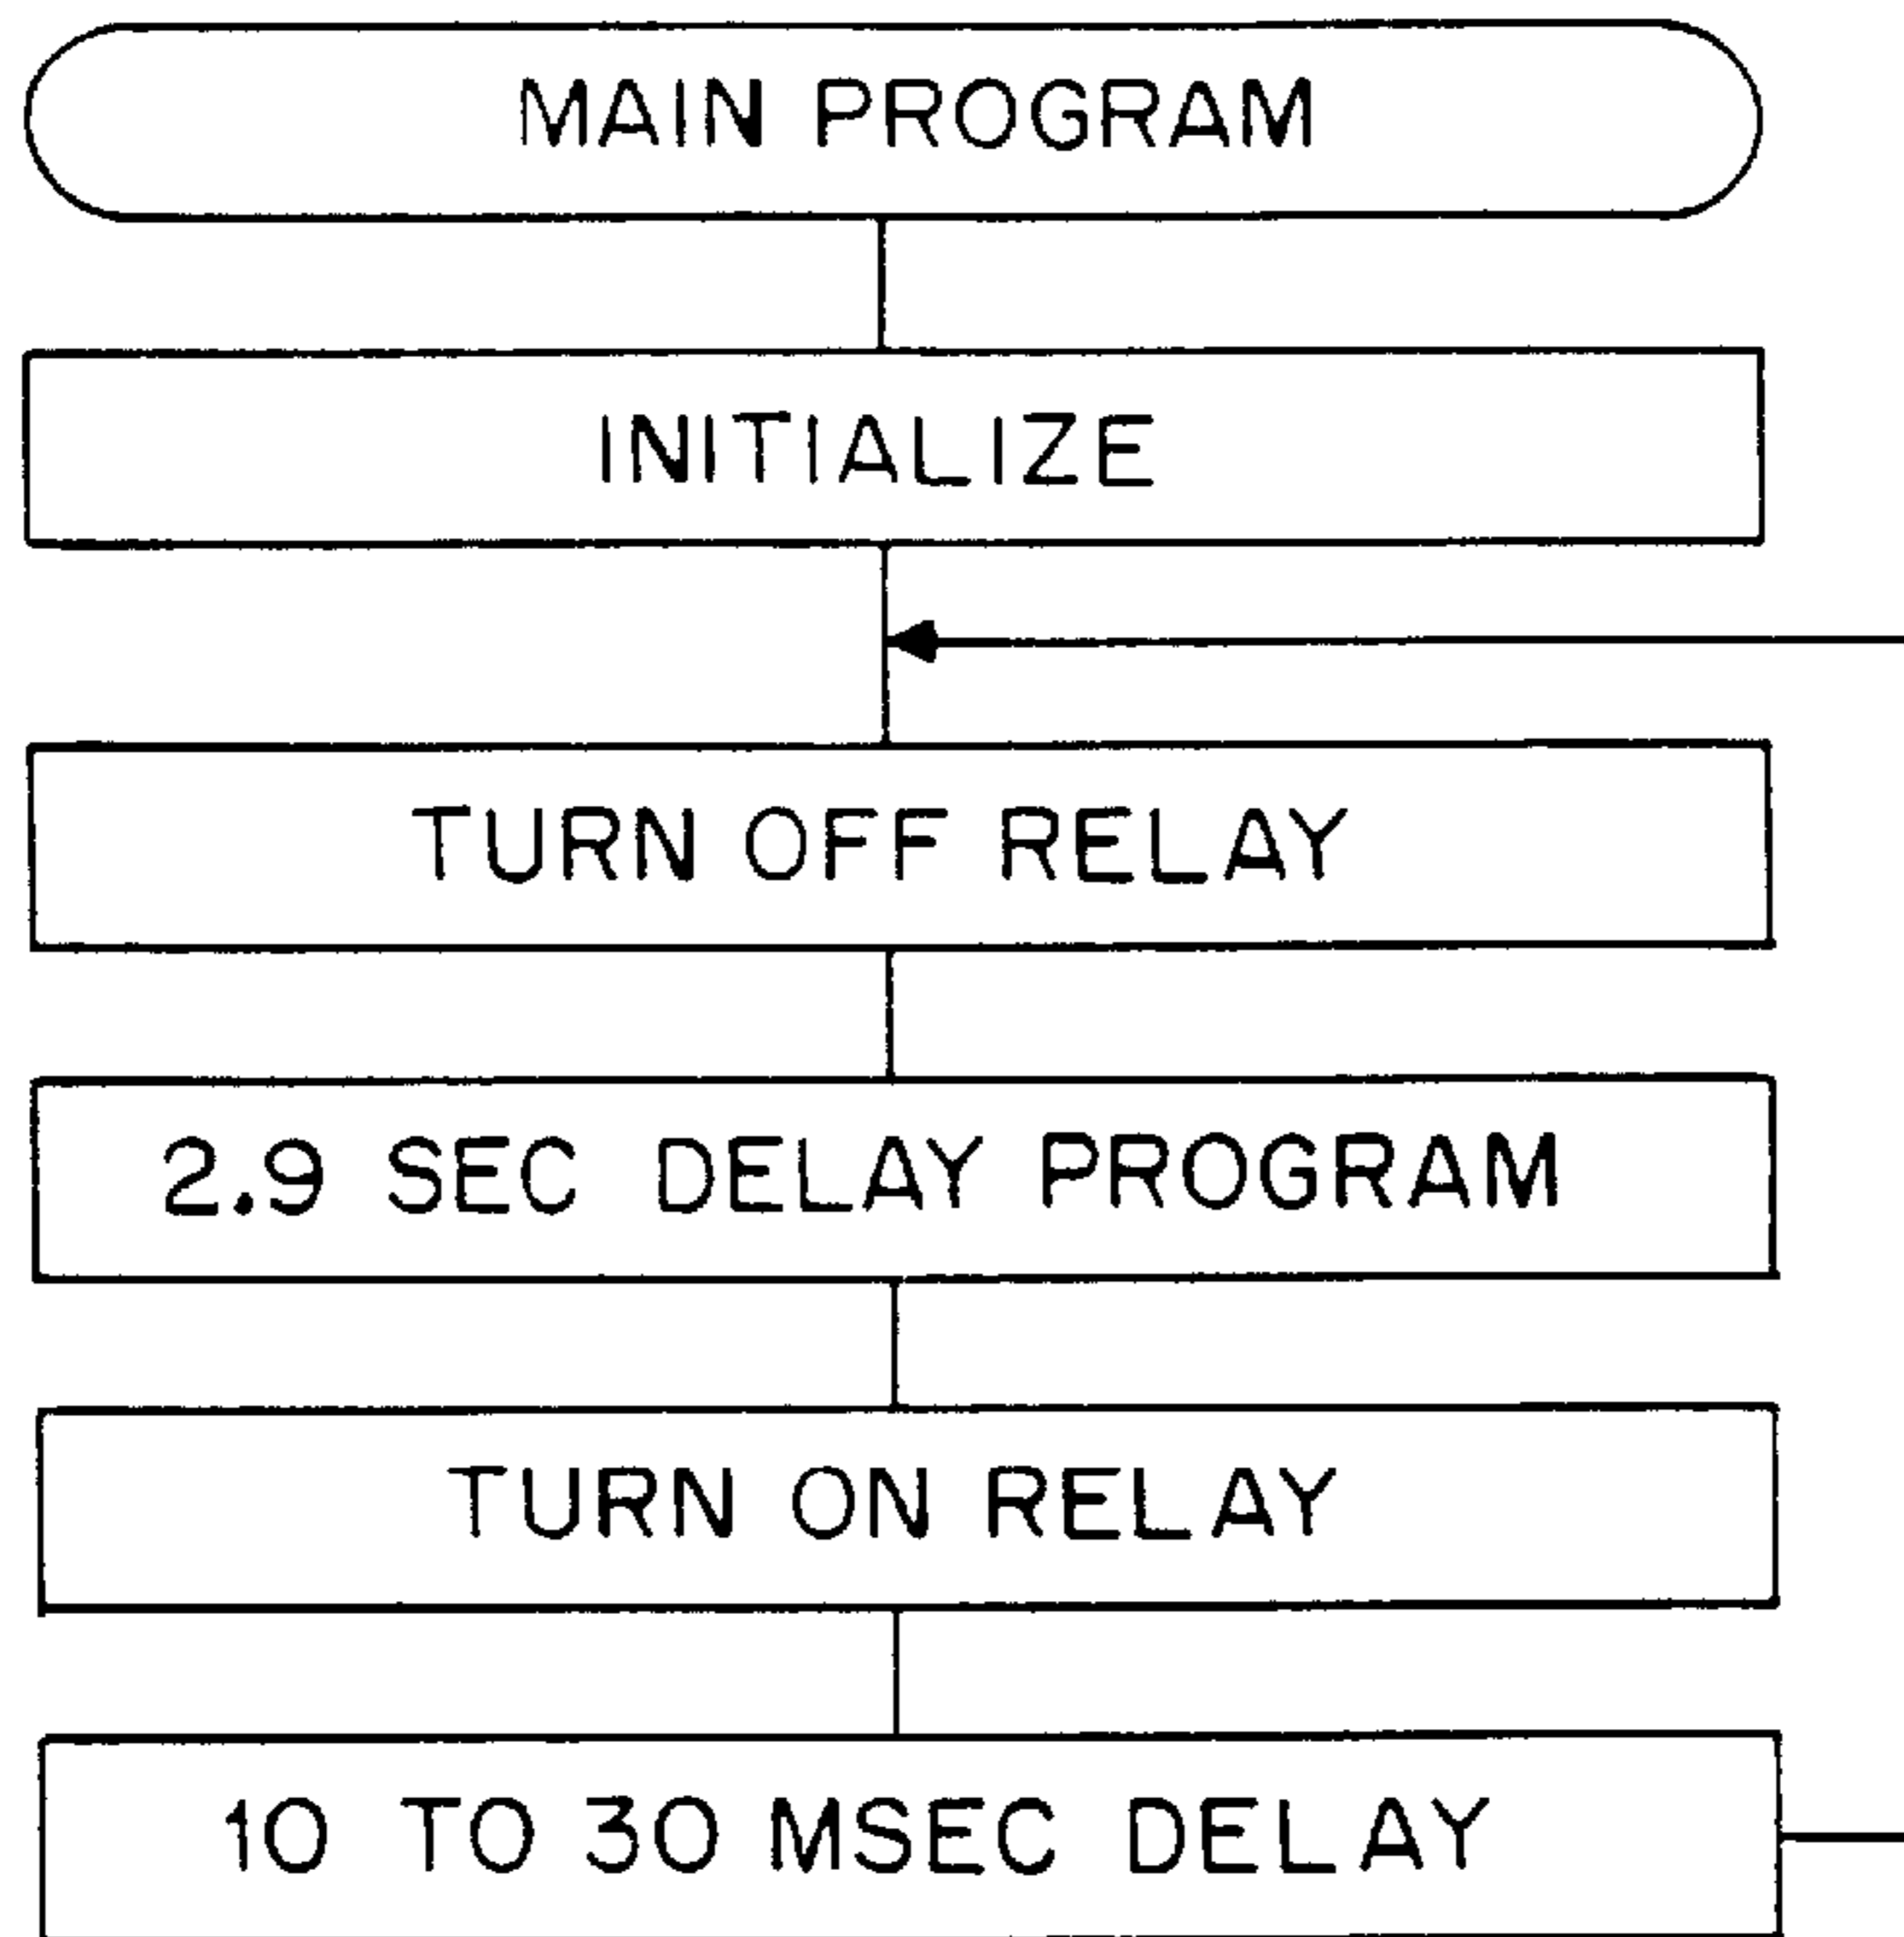 MAIN PROGRAM
INITIALIZE
TURN OFF RELAY
2.9 SEC DELAY PROGRAM
TURN ON RELAY
10 TO 30 MSEC DELAY